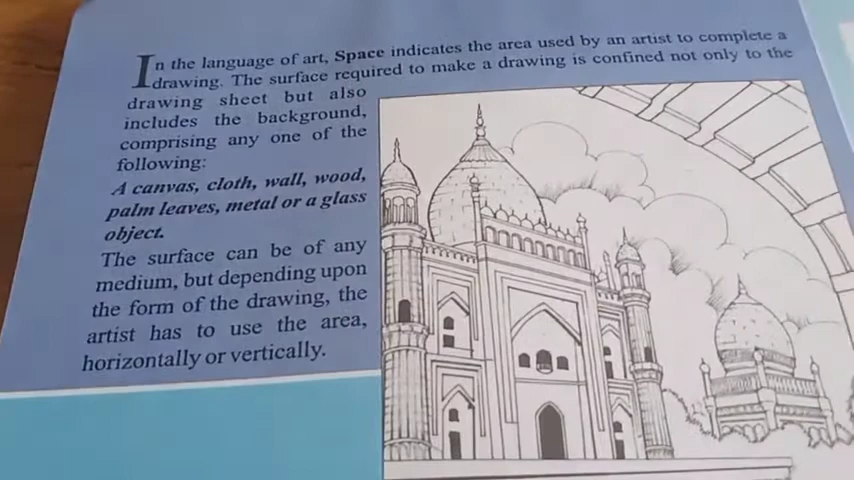 In the language of art, Space indicates the area used by an artist to complete a
drawing. The surface required to make a drawing is confined not only to the
drawing sheet but also
includes the background,
comprising any one of the
following:
A canvas, cloth, wall, wood,
palm leaves, metal or a glass
object.
The surface can be of any
medium, but depending upon
the form of the drawing, the
artist has to use the area,
horizontally or vertically.